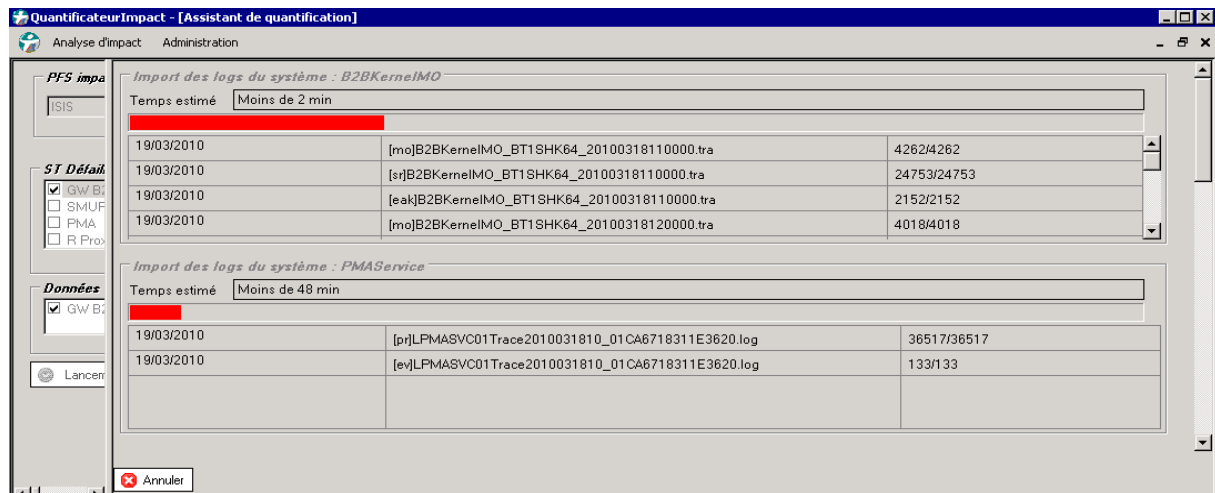 QuantificateurImpact - [Assistant de quantification]
Analyse d'impact Administration
PFS impa
ISIS
ST Détaill
GW B2
SMUF
PMA
R Prox
Données
GW B2
Lancem
Import des logs du système : B2BKernelMO
Temps estimé Moins de 2 min
19/03/2010 [mo]B2BKernelMO_BT1SHK64_20100318110000.tra 4262/4262
19/03/2010 [sr]B2BKernelMO_BT1SHK64_20100318110000.tra 24753/24753
19/03/2010 [eak]B2BKernelMO_BT1SHK64_20100318110000.tra 2152/2152
19/03/2010 [mo]B2BKernelMO_BT1SHK64_20100318120000.tra 4018/4018
Import des logs du système : PMAService
Temps estimé Moins de 48 min
19/03/2010 [pr]LPMASVC01Trace2010031810_01CA6718311E3620.log 36517/36517
19/03/2010 [ev]LPMASVC01Trace2010031810_01CA6718311E3620.log 133/133
Annuler